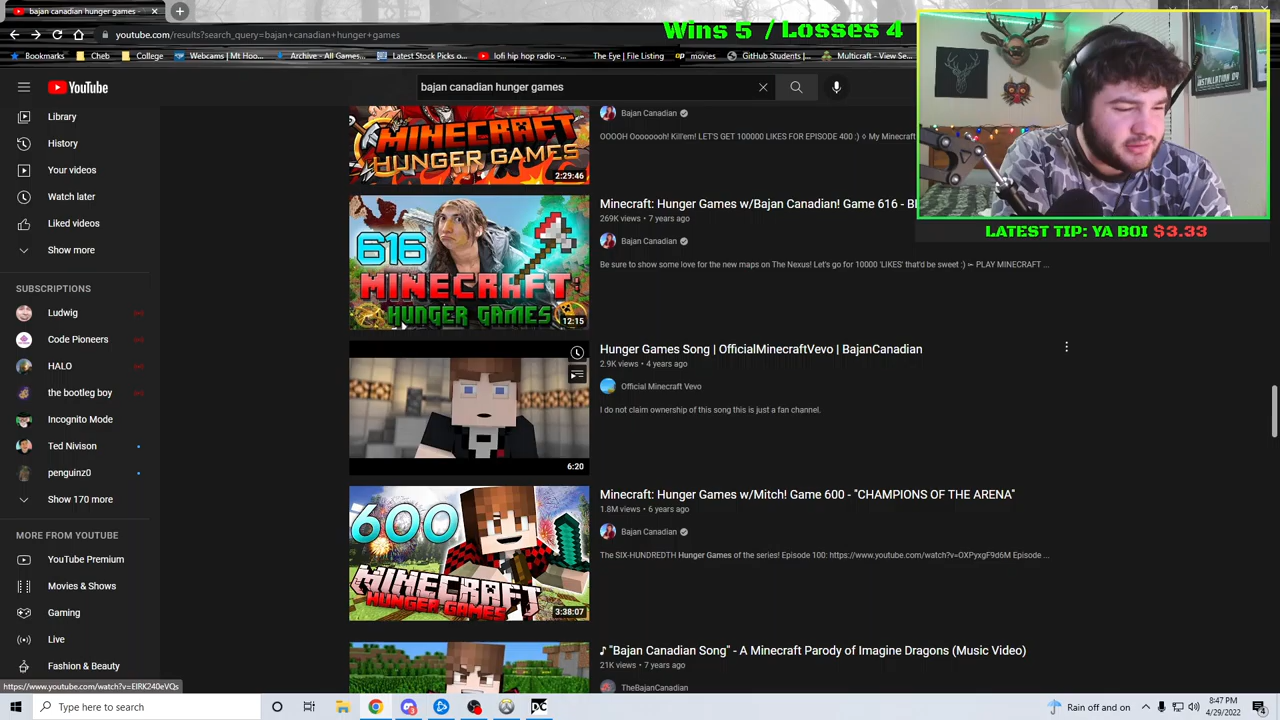 bajan canadian hunger games -
Wins 5 / Losses 4
youtube.com/results?search_query=bajan+canadian+hunger+games
Bookmarks
Cheb
College
Webcams | Mt Hoo...
Archive - All Games...
Latest Stock Picks o...
lofi hip hop radio -...
The Eye | File Listing
op movies
GitHub Students |...
Multicraft - View Se...
INSTALLATION 04
YouTube
bajan canadian hunger games
Library
History
Your videos
Watch later
Liked videos
Show more
SUBSCRIPTIONS
Ludwig
Code Pioneers
HALO
the bootleg boy
Incognito Mode
Ted Nivison
penguinz0
Show 170 more
MORE FROM YOUTUBE
YouTube Premium
Movies & Shows
Gaming
Live
Fashion & Beauty
https://www.youtube.com/watch?v=EIRK240eVQs
MINECRAFT
HUNGER GAMES
2:29:46
Bajan Canadian
OOOOH Oooooooh! Kill'em! LET'S GET 100000 LIKES FOR EPISODE 400 :) ◊ My Minecraft
LATEST TIP: YA BOI $3.33
616
MINECRAFT:
HUNGER GAMES
12:15
Minecraft: Hunger Games w/Bajan Canadian! Game 616 -
269K views • 7 years ago
Bajan Canadian
Be sure to show some love for the new maps on The Nexus! Let's go for 10000 'LIKES' that'd be sweet :) ➢ PLAY MINECRAFT ...
6:20
Hunger Games Song | OfficialMinecraftVevo | BajanCanadian
2.9K views • 4 years ago
Official Minecraft Vevo
I do not claim ownership of this song this is just a fan channel.
600
MINECRAFT
HUNGER GAMES
3:38:07
Minecraft: Hunger Games w/Mitch! Game 600 - "CHAMPIONS OF THE ARENA"
1.8M views • 6 years ago
Bajan Canadian
The SIX-HUNDREDTH Hunger Games of the series! Episode 100: https://www.youtube.com/watch?v=OXPyxgF9d6M Episode ...
♪ "Bajan Canadian Song" - A Minecraft Parody of Imagine Dragons (Music Video)
21K views • 7 years ago
TheBajanCanadian
Type here to search
Rain off and on
8:47 PM
4/29/2022
4